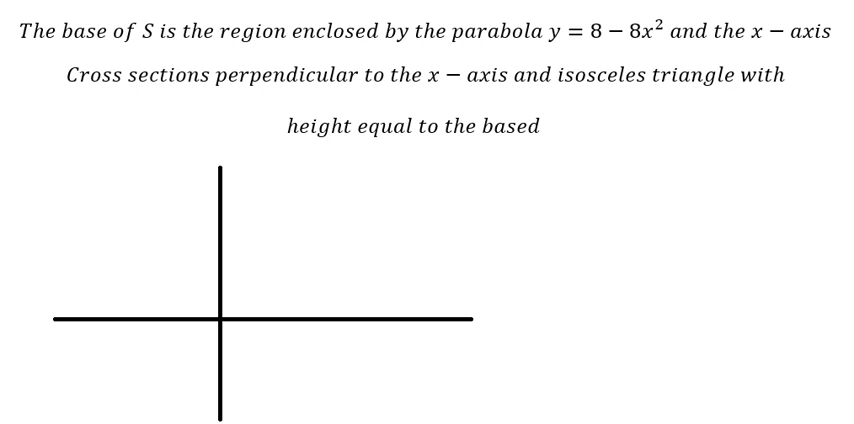 The base of S is the region enclosed by the parabola y = 8 − 8x² and the x − axis
Cross sections perpendicular to the x − axis and isosceles triangle with
height equal to the based